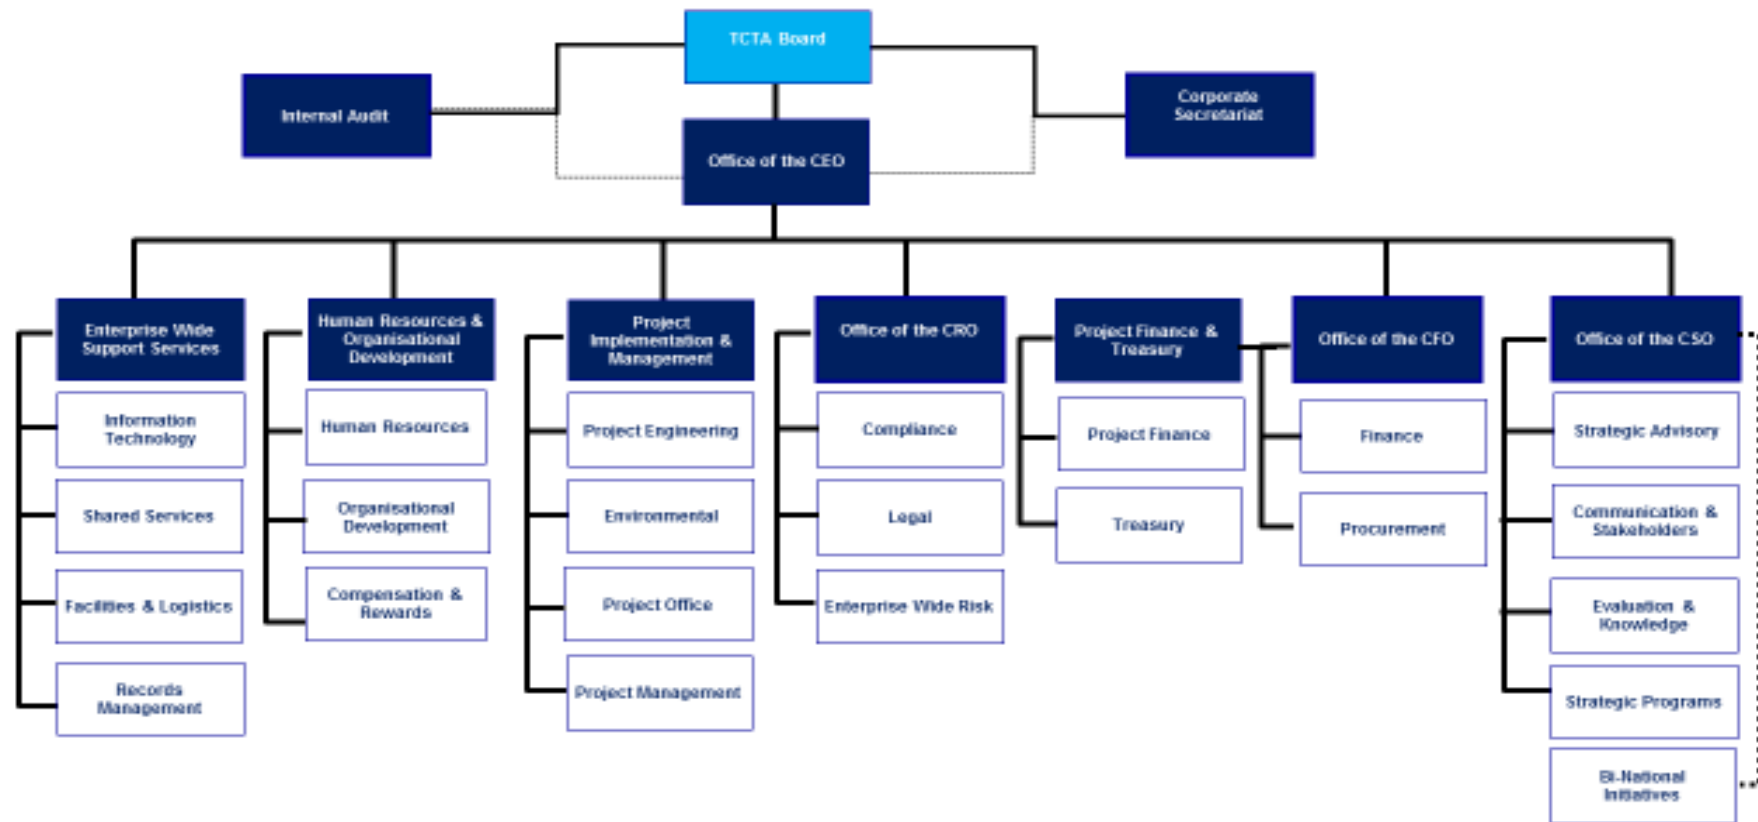 TCTA Board
Internal Audit
Corporate
Secretariat
Office of the CEO
Enterprise Wide
Support Services
Information
Technology
Shared Services
Facilities & Logistics
Records
Management
Human Resources &
Organisational
Development
Human Resources
Organisational
Development
Compensation &
Rewards
Project
Implementation &
Management
Project Engineering
Environmental
Project Office
Project Management
Office of the CRO
Compliance
Legal
Enterprise Wide Risk
Project Finance &
Treasury
Project Finance
Treasury
Office of the CFO
Finance
Procurement
Office of the CSO
Strategic Advisory
Communication &
Stakeholders
Evaluation &
Knowledge
Strategic Programs
Bi-National
Initiatives